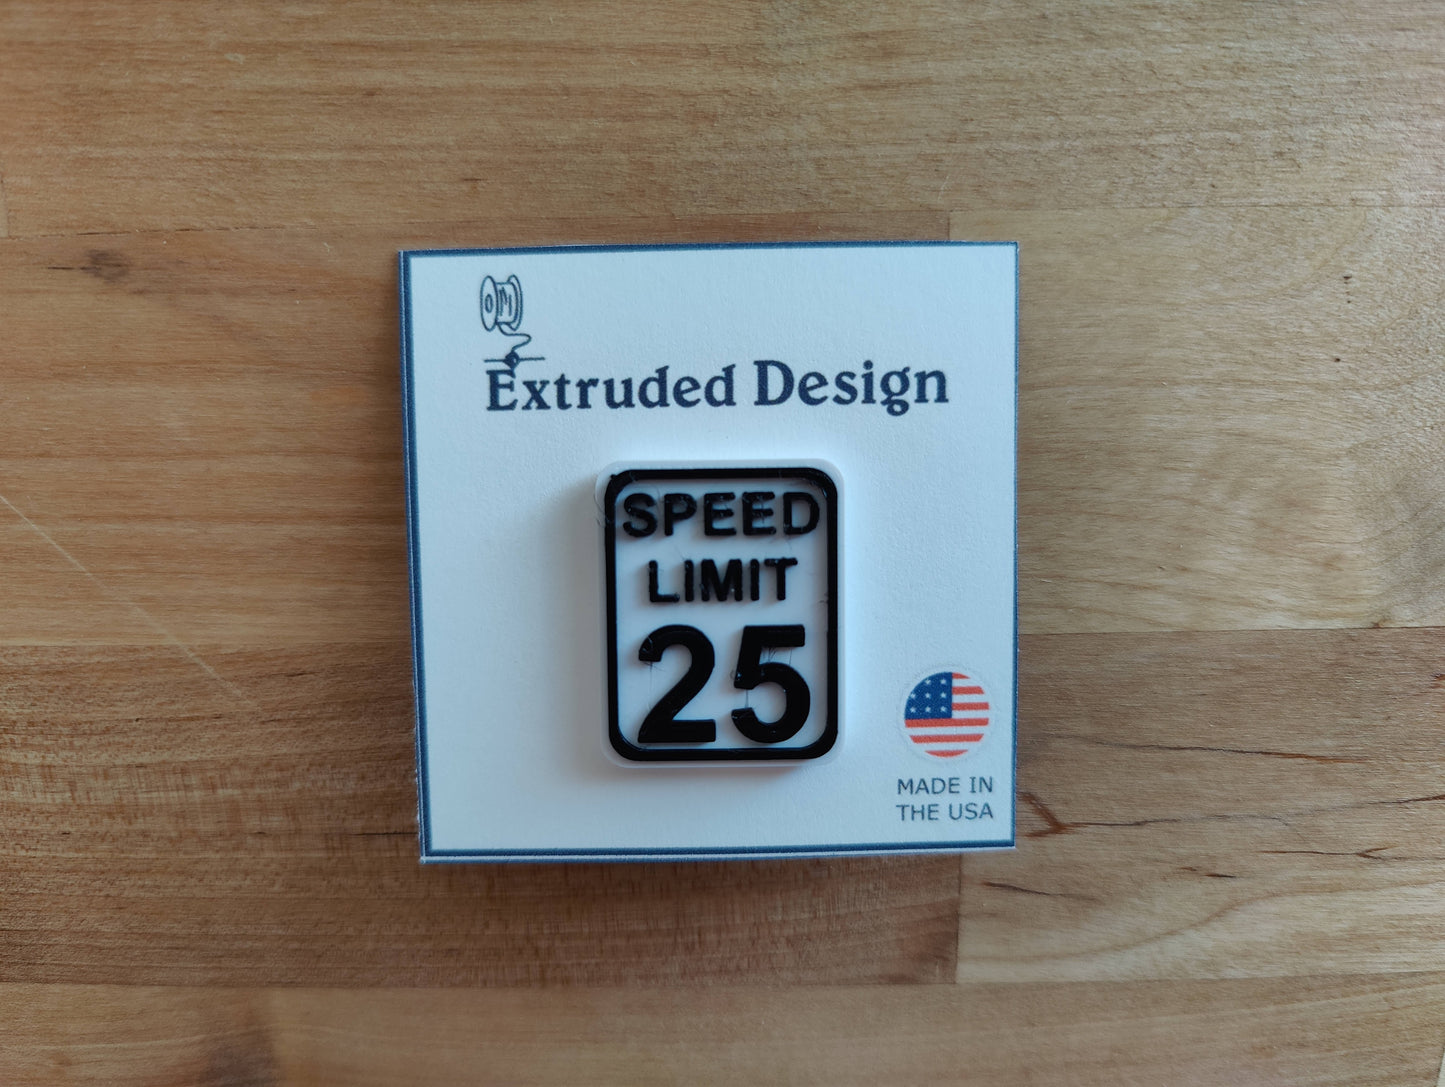 Extruded Design
SPEED
LIMIT
25
MADE IN
THE USA